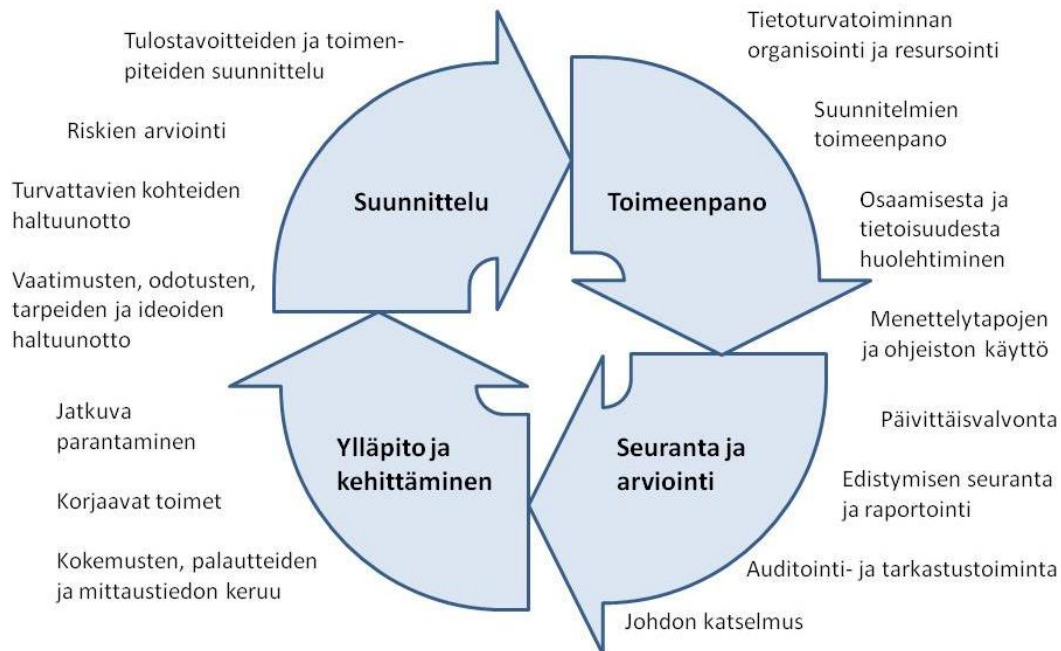 Tulostavoitteiden ja toimen-
piteiden suunnittelu
Riskien arviointi
Turvattavien kohteiden
haltuunotto
Vaatimusten, odotusten,
tarpeiden ja ideoiden
haltuunotto
Suunnittelu
Tietoturvatoiminnan
organisointi ja resursointi
Suunnitelmien
toimeenpano
Osaamisesta ja
tietoisuudesta
huolehtiminen
Menettelytapojen
ja ohjeiston käyttö
Toimeenpano
Päivittäisvalvonta
Edistymisen seuranta
ja raportointi
Auditointi- ja tarkastustoiminta
Johdon katselmus
Seuranta ja
arviointi
Jatkuva
parantaminen
Korjaavat toimet
Kokemusten, palautteiden
ja mittaustiedon keruu
Ylläpito ja
kehittäminen